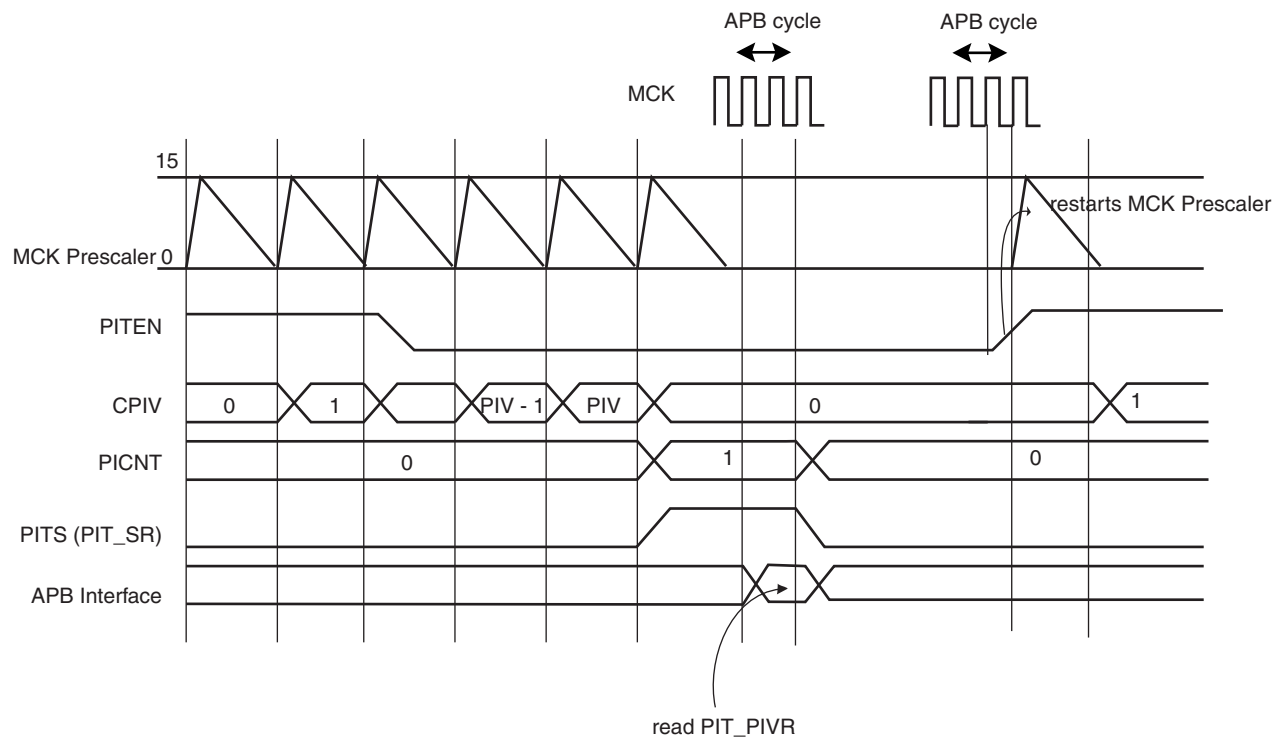 APB cycle
APB cycle
MCK
15
restarts MCK Prescaler
MCK Prescaler 0
PITEN
CPIV
0
1
PIV - 1
PIV
0
1
PICNT
0
1
0
PITS (PIT_SR)
APB Interface
read PIT_PIVR